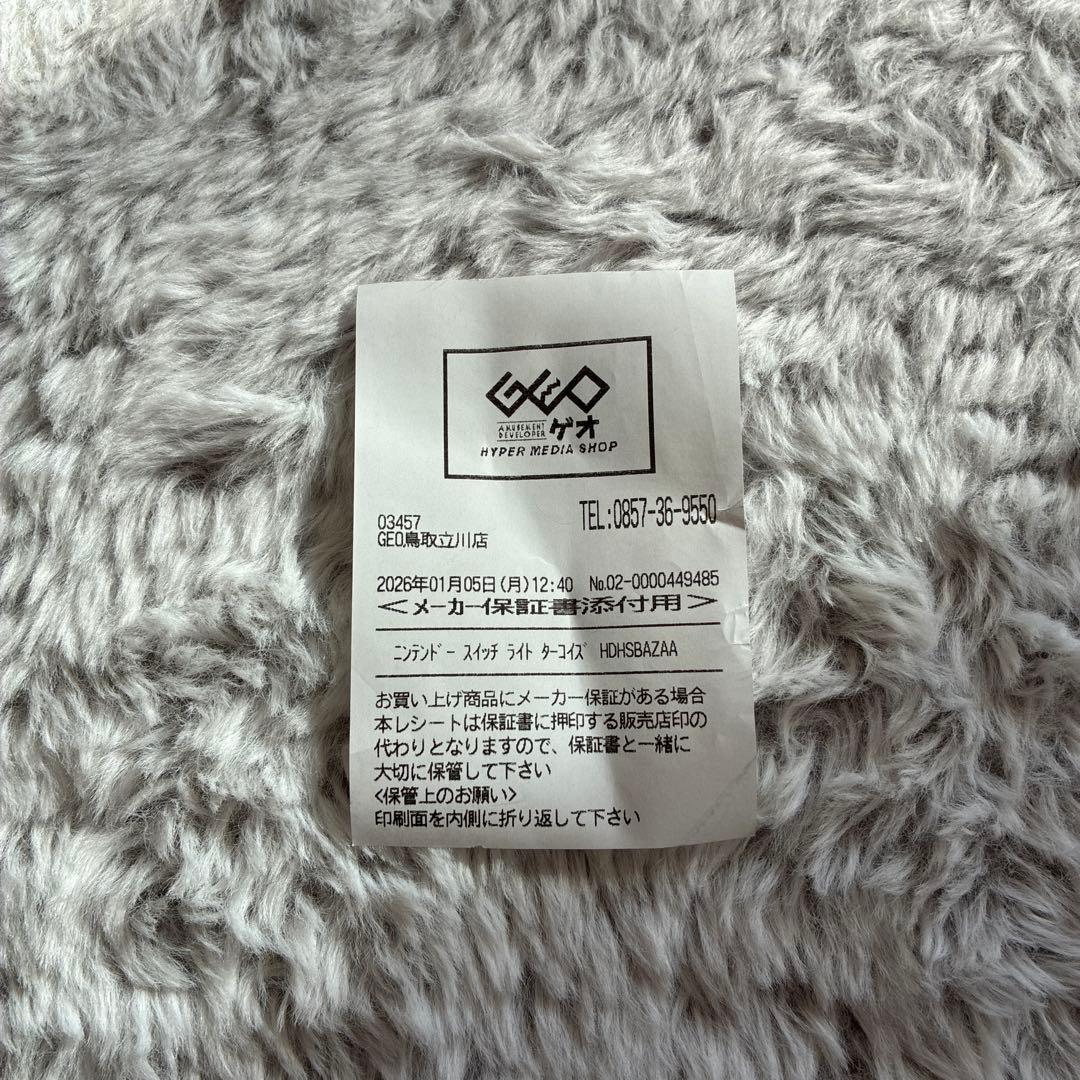 GEO
AMUSEMENT
DEVELOPER ゲオ
HYPER MEDIA SHOP
TEL:0857-36-9550
03457
GEO鳥取立川店
2026年01月05日(月)12:40 No.02-0000449485
<メーカー保証書添付用>
ニンテンドー スイッチ ライト ターコイズ HDHSBAZAA
お買い上げ商品にメーカー保証がある場合
本レシートは保証書に押印する販売店印の
代わりとなりますので、保証書と一緒に
大切に保管して下さい
<保管上のお願い>
印刷面を内側に折り返して下さい